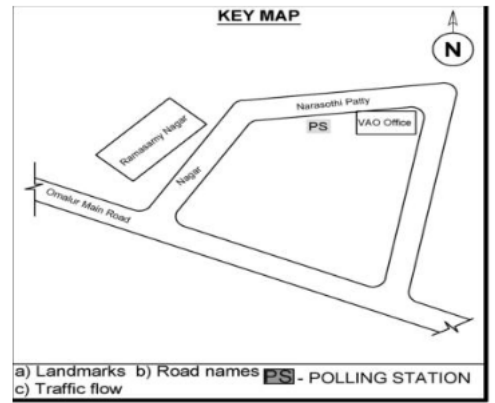 KEY MAP
N
Narasothi Patty
PS
VAO Office
Ramasamy Nagar
Nagar
Omalur Main Road
a) Landmarks b) Road names PS - POLLING STATION
c) Traffic flow